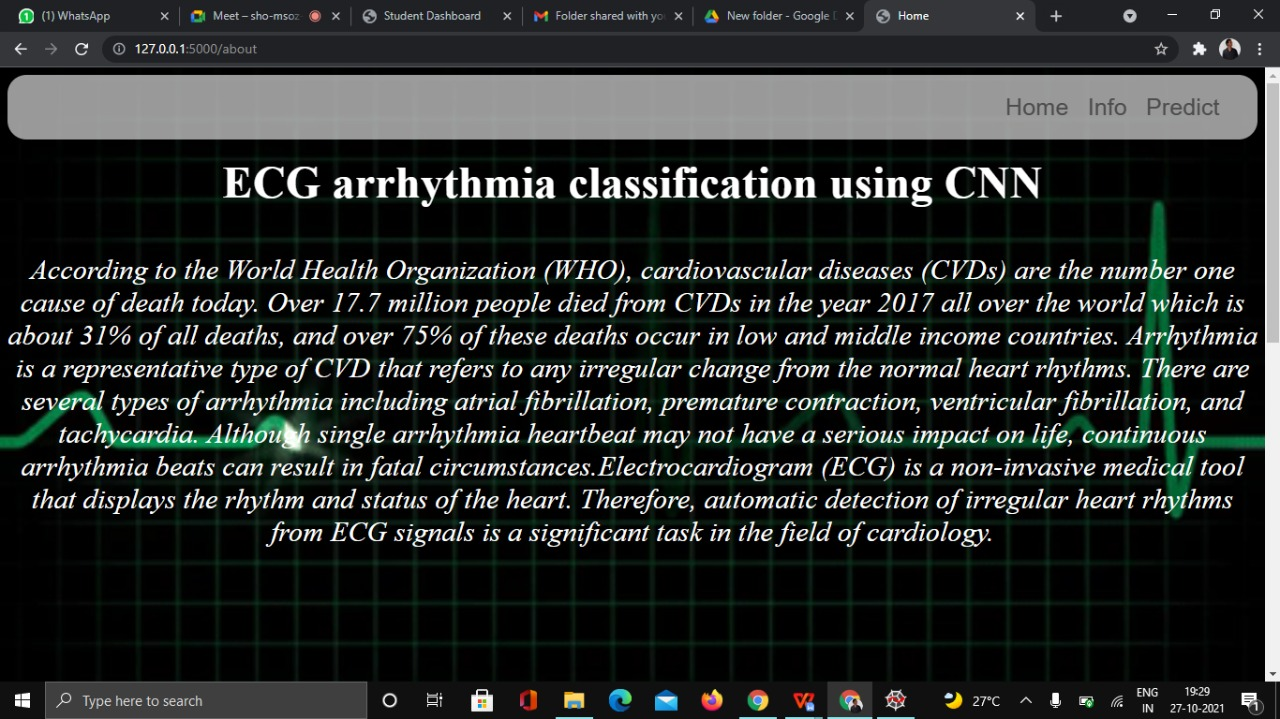 (1) WhatsApp
Meet – sho-msoz
Student Dashboard
Folder shared with yo
New folder - Google D
Home
127.0.0.1:5000/about
Home Info Predict
ECG arrhythmia classification using CNN
According to the World Health Organization (WHO), cardiovascular diseases (CVDs) are the number one
cause of death today. Over 17.7 million people died from CVDs in the year 2017 all over the world which is
about 31% of all deaths, and over 75% of these deaths occur in low and middle income countries. Arrhythmia
is a representative type of CVD that refers to any irregular change from the normal heart rhythms. There are
several types of arrhythmia including atrial fibrillation, premature contraction, ventricular fibrillation, and
tachycardia. Although single arrhythmia heartbeat may not have a serious impact on life, continuous
arrhythmia beats can result in fatal circumstances.Electrocardiogram (ECG) is a non-invasive medical tool
that displays the rhythm and status of the heart. Therefore, automatic detection of irregular heart rhythms
from ECG signals is a significant task in the field of cardiology.
Type here to search
27°C
ENG
IN
19:29
27-10-2021
1